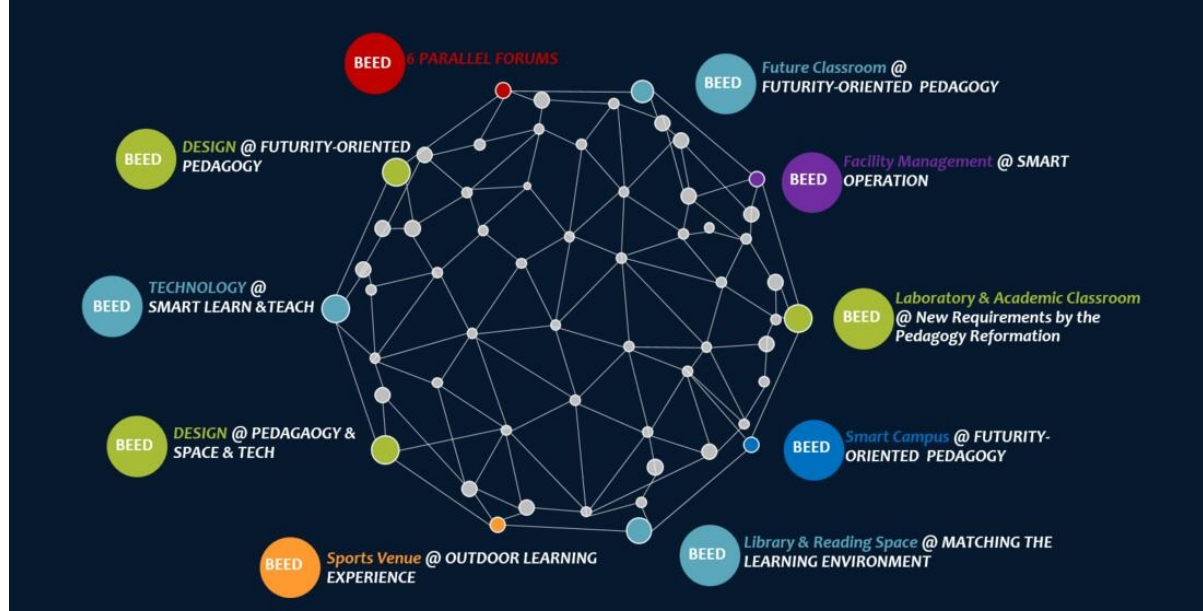 BEED
6 PARALLEL FORUMS
BEED
Future Classroom @
FUTURITY-ORIENTED PEDAGOGY
BEED
DESIGN @ FUTURITY-ORIENTED
PEDAGOGY
BEED
Facility Management @ SMART
OPERATION
BEED
TECHNOLOGY @
SMART LEARN &TEACH
BEED
Laboratory & Academic Classroom
@ New Requirements by the
Pedagogy Reformation
BEED
DESIGN @ PEDAGAOGY &
SPACE & TECH
BEED
Smart Campus @ FUTURITY-
ORIENTED PEDAGOGY
BEED
Sports Venue @ OUTDOOR LEARNING
EXPERIENCE
BEED
Library & Reading Space @ MATCHING THE
LEARNING ENVIRONMENT